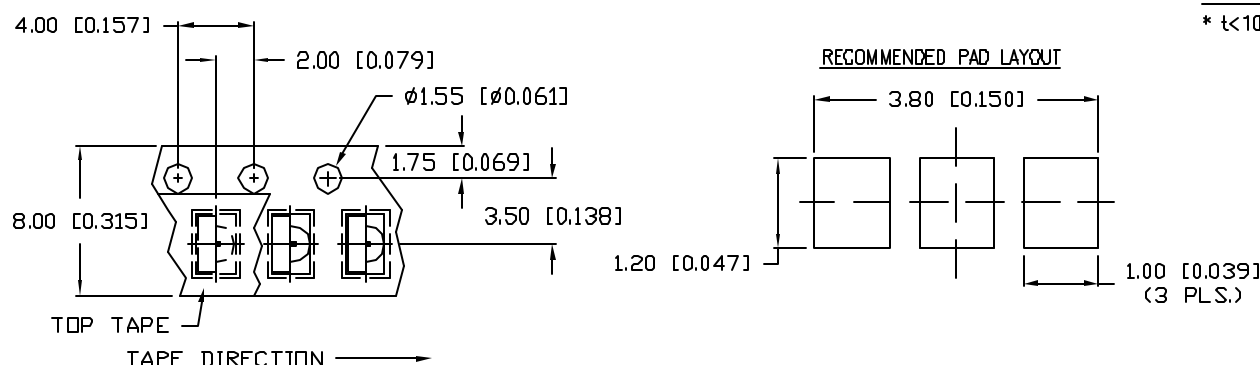 4.00 [0.157]
2.00 [0.079]
ø1.55 [ø0.061]
1.75 [0.069]
8.00 [0.315]
3.50 [0.138]
TOP TAPE
TAPE DIRECTION
* t<10
RECOMMENDED PAD LAYOUT
3.80 [0.150]
1.20 [0.047]
1.00 [0.039]
(3 PLS.)